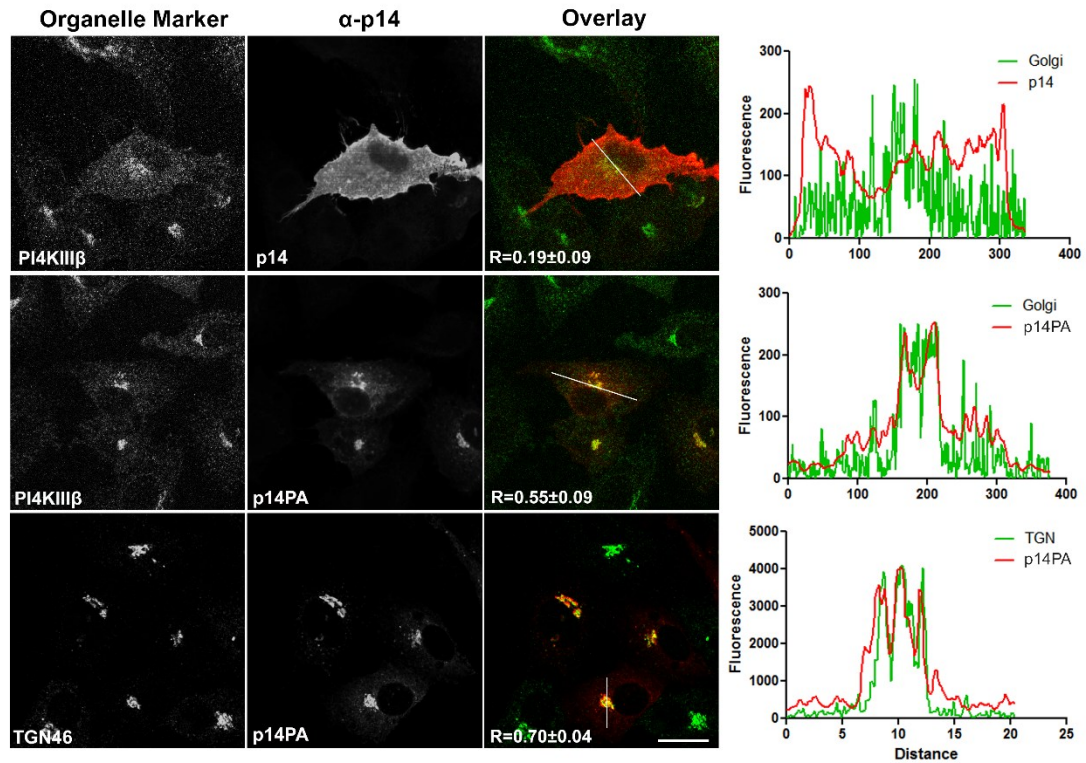 Organelle Marker α-p14 Overlay
PI4KIIIβ p14 R=0.19±0.09
300
200
100
0
0 100 200 300 400
Fluorescence
Golgi
p14
PI4KIIIβ p14PA R=0.55±0.09
300
200
100
0
0 100 200 300 400
Fluorescence
Golgi
p14PA
TGN46 p14PA R=0.70±0.04
5000
4000
3000
2000
1000
0
0 5 10 15 20 25
Fluorescence
TGN
p14PA
Distance